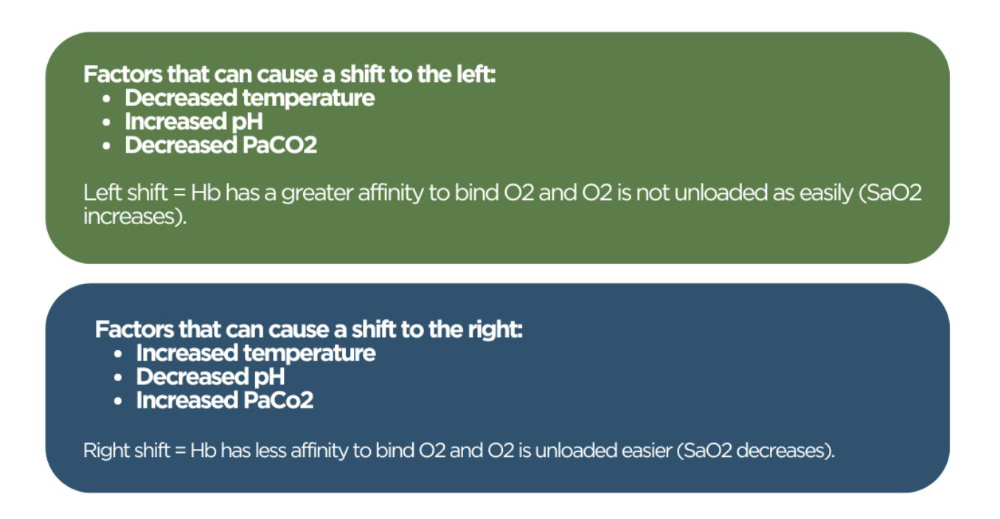 Factors that can cause a shift to the left:
• Decreased temperature
• Increased pH
• Decreased PaCO2
Left shift = Hb has a greater affinity to bind O2 and O2 is not unloaded as easily (SaO2
increases).
Factors that can cause a shift to the right:
• Increased temperature
• Decreased pH
• Increased PaCo2
Right shift = Hb has less affinity to bind O2 and O2 is unloaded easier (SaO2 decreases).